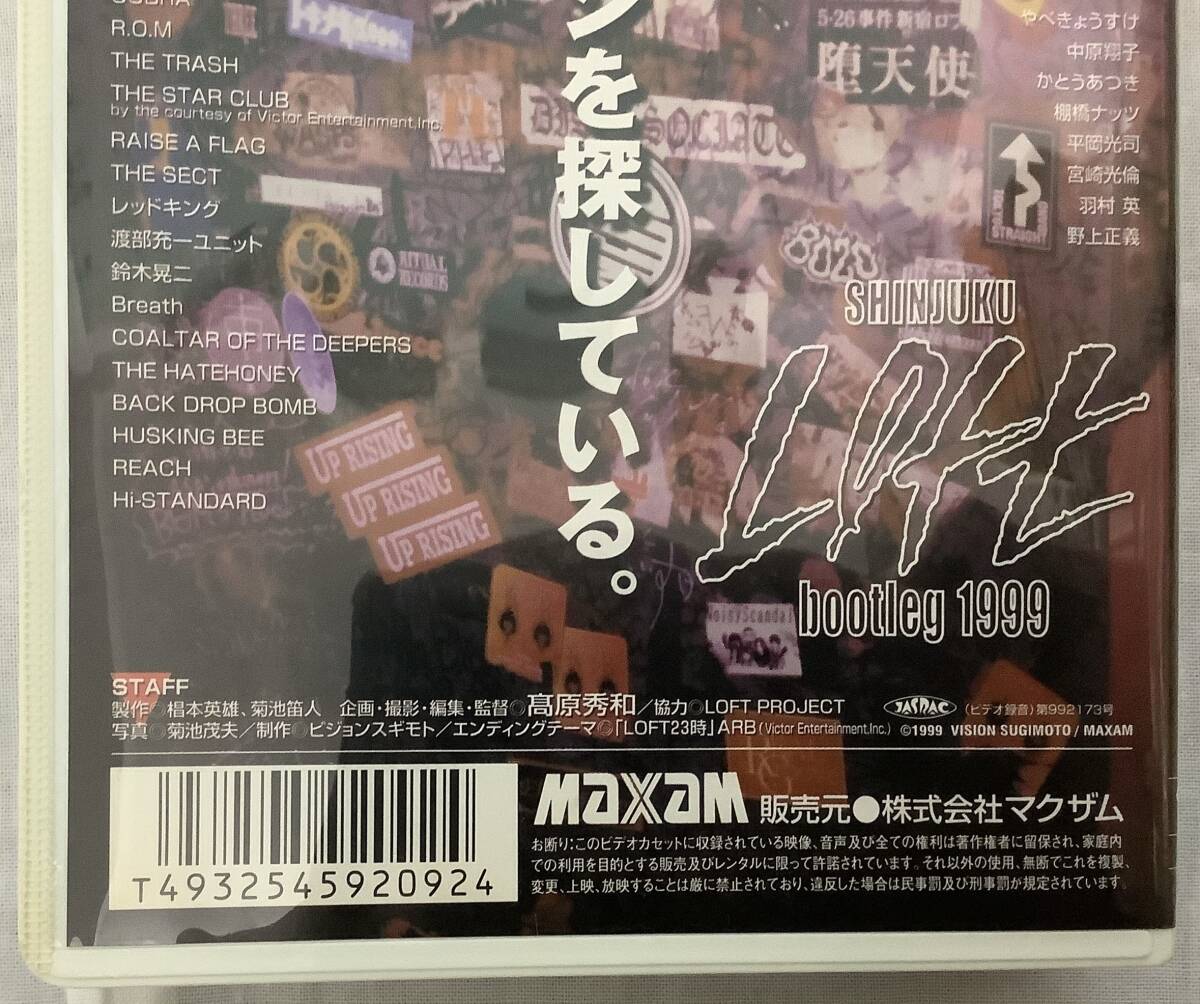 COBRA
R.O.M
THE TRASH
THE STAR CLUB
by the courtesy of Victor Entertainment,Inc.
RAISE A FLAG
THE SECT
レッドキング
渡部充一ユニット
鈴木晃二
Breath
COALTAR OF THE DEEPERS
THE HATEHONEY
BACK DROP BOMB
HUSKING BEE
REACH
Hi-STANDARD
ンを探している。
5・26事件 新宿ロフ
堕天使
RITUAL
RECORDS
8020
STRAIGHT
UP RISING
UP RISING
UP RISING
NoisyScandal
やべきょうすけ
中原翔子
かとうあつき
棚橋ナッツ
平岡光司
宮崎光倫
羽村 英
野上正義
SHINJUKU
LOFT
bootleg 1999
STAFF
製作◎椙本英雄、菊池笛人 企画・撮影・編集・監督◎高原秀和／協力◎LOFT PROJECT
JASRAC (ビデオ録音)第992173号
写真◎菊池茂夫／制作◎ビジョンスギモト／エンディングテーマ◎「LOFT23時」ARB(Victor Entertainment,Inc.) ©1999 VISION SUGIMOTO / MAXAM
T4932545920924
MAXAM 販売元●株式会社マクザム
お断り:このビデオカセットに収録されている映像、音声及び全ての権利は著作権者に留保され、家庭内
での利用を目的とする販売及びレンタルに限って許諾されています。それ以外の使用、無断でこれを複製、
変更、上映、放映することは厳に禁止されており、違反した場合は民事罰及び刑事罰が規定されています。